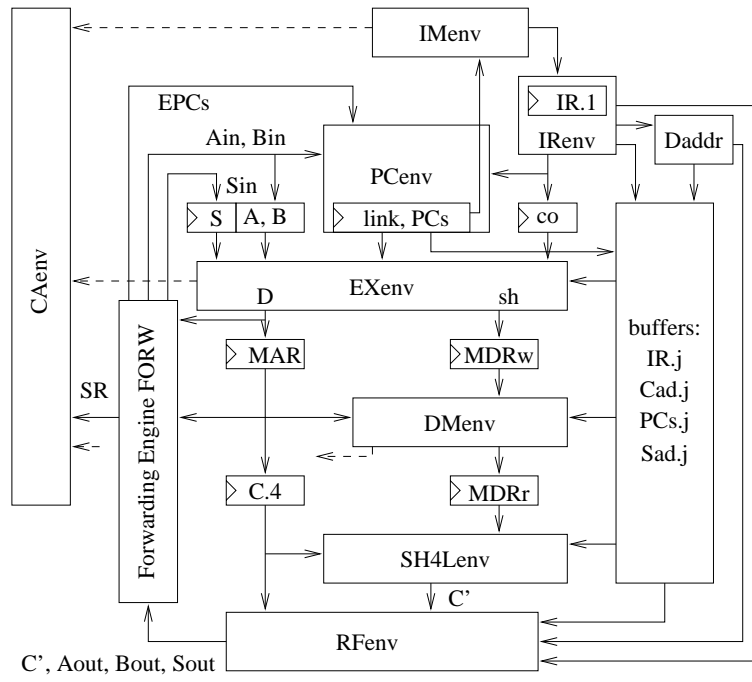 IMenv
EPCs
IR.1
IRenv
Ain, Bin
Daddr
PCenv
Sin
S
A, B
link, PCs
co
CAenv
EXenv
D
sh
buffers:
IR.j
Cad.j
PCs.j
Sad.j
MAR
MDRw
Forwarding Engine FORW
SR
DMenv
C.4
MDRr
SH4Lenv
C'
RFenv
C', Aout, Bout, Sout